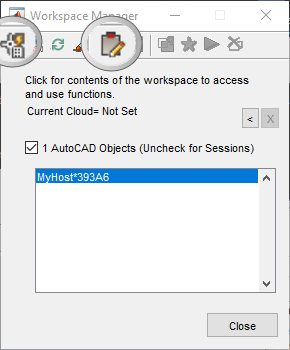 Workspace Manager
Click for contents of the workspace to access
and use functions.
Current Cloud= Not Set
<
X
1 AutoCAD Objects (Uncheck for Sessions)
MyHost*393A6
Close